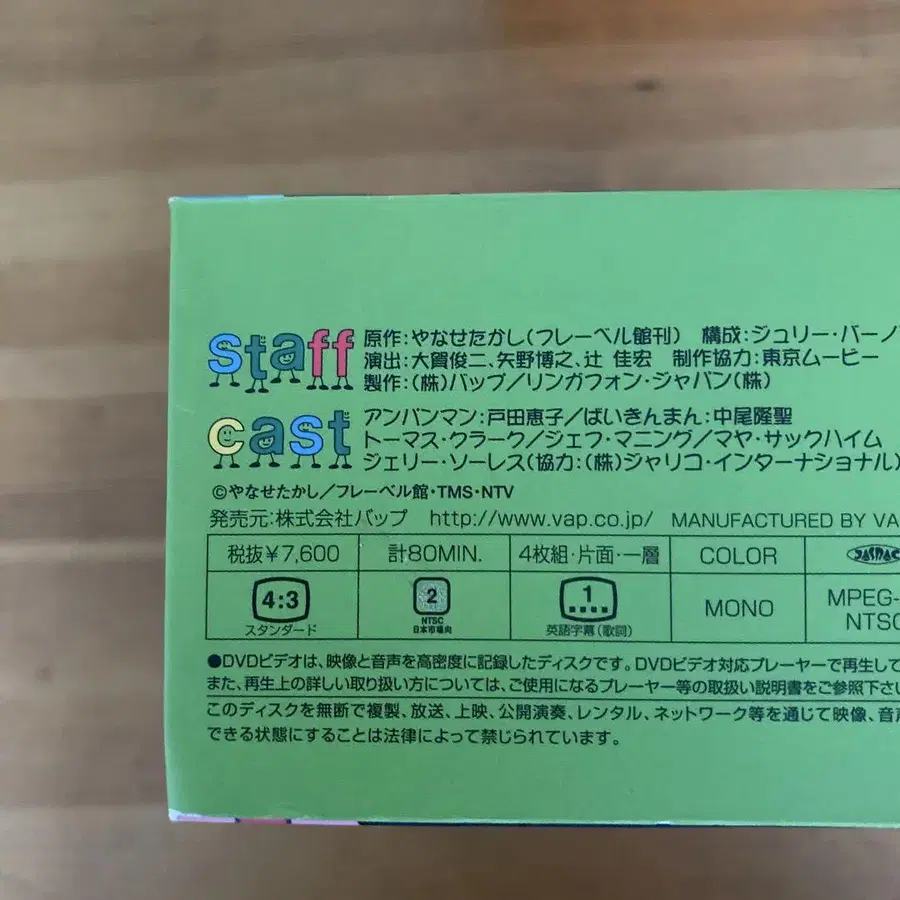 staff
原作:やなせたかし(フレーベル館刊) 構成:ジュリー・バーノ
演出:大賀俊二、矢野博之、辻 佳宏 制作協力:東京ムービー
製作:(株)バップ/リンガフォン・ジャパン(株)
cast
アンパンマン:戸田恵子/ばいきんまん:中尾隆聖
トーマス・クラーク/ジェフ・マニング/マヤ・サックハイム
ジェリー・ソーレス(協力:(株)ジャリコ・インターナショナル)
©やなせたかし/フレーベル館・TMS・NTV
発売元:株式会社バップ http://www.vap.co.jp/ MANUFACTURED BY VA
税抜¥7,600 計80MIN. 4枚組・片面・一層 COLOR JASRAC
4:3 2 1 MONO MPEG-
NTSC 日本市場向 NTSC
スタンダード 英語字幕(歌詞)
●DVDビデオは、映像と音声を高密度に記録したディスクです。DVDビデオ対応プレーヤーで再生して
また、再生上の詳しい取り扱い方については、ご使用になるプレーヤー等の取扱い説明書をご参照下さい
このディスクを無断で複製、放送、上映、公開演奏、レンタル、ネットワーク等を通じて映像、音声
できる状態にすることは法律によって禁じられています。